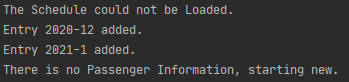 The Schedule could not be Loaded.
Entry 2020-12 added.
Entry 2021-1 added.
There is no Passenger Information, starting new.